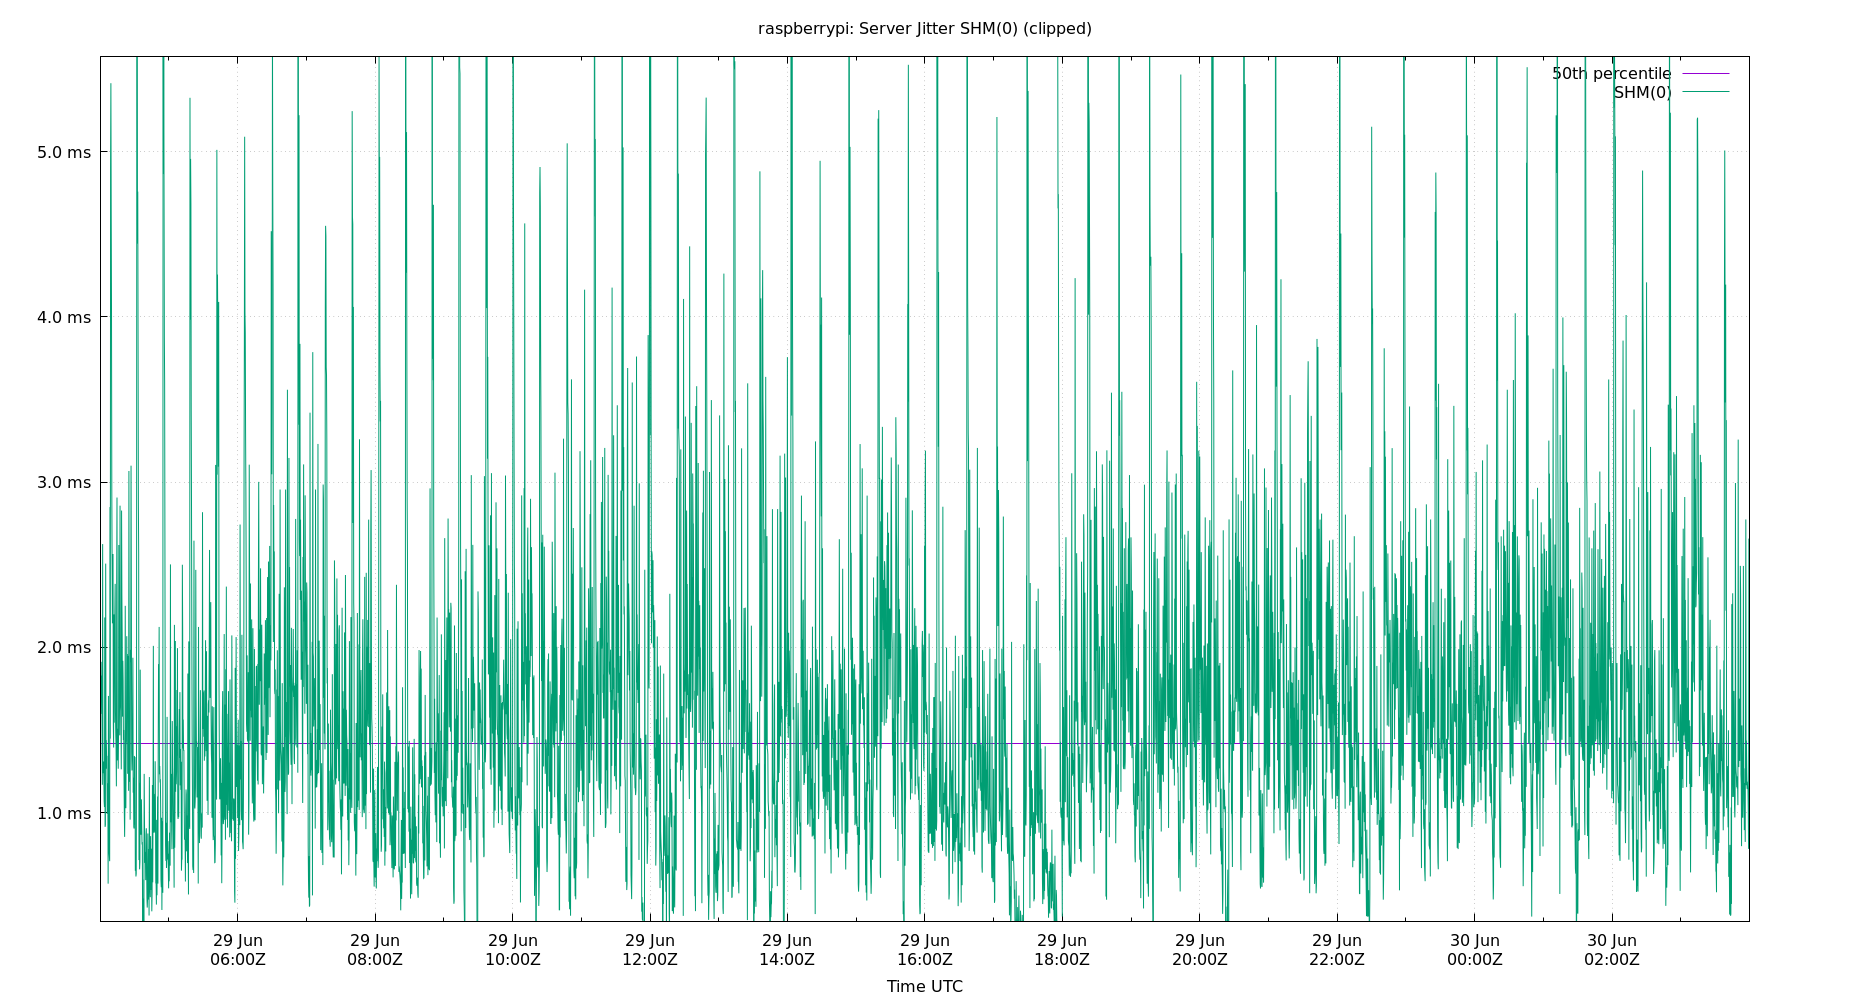 raspberrypi: Server Jitter SHM(0) (clipped)
50th percentile
SHM(0)
5.0 ms
4.0 ms
3.0 ms
2.0 ms
1.0 ms
29 Jun 29 Jun 29 Jun 29 Jun 29 Jun 29 Jun 29 Jun 29 Jun 29 Jun 30 Jun 30 Jun
06:00Z 08:00Z 10:00Z 12:00Z 14:00Z 16:00Z 18:00Z 20:00Z 22:00Z 00:00Z 02:00Z
Time UTC